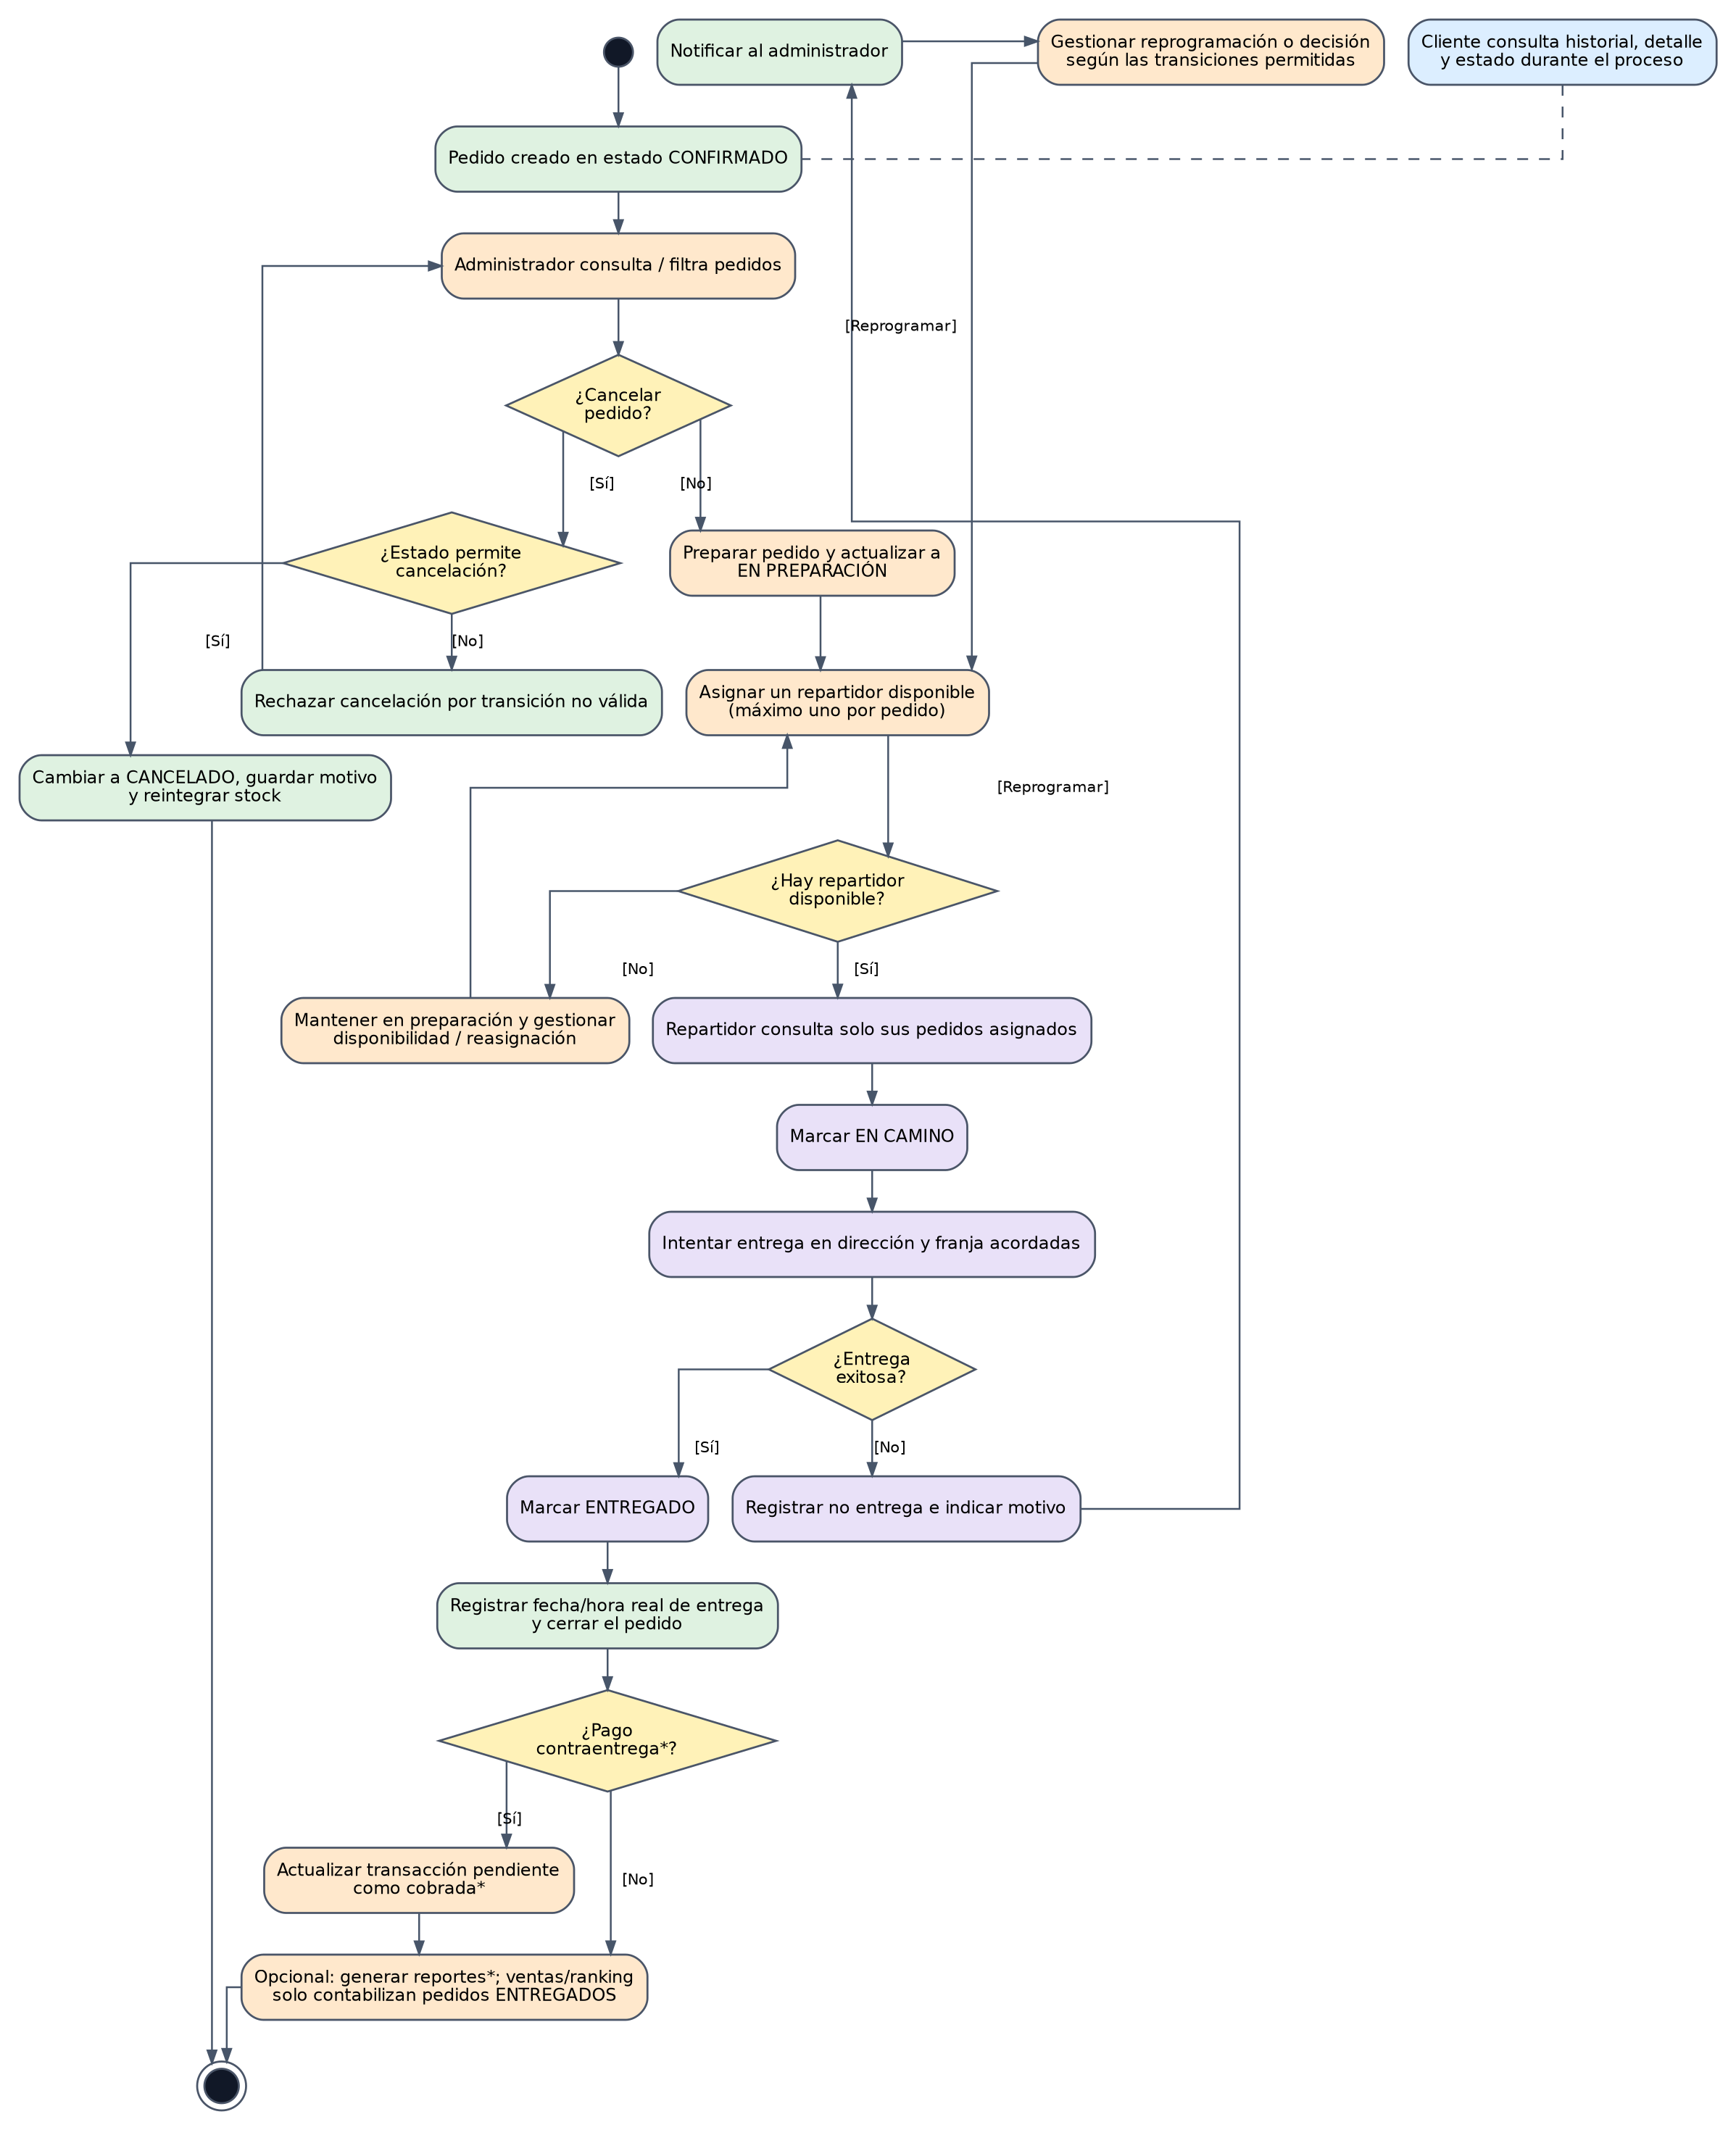 Notificar al administrador
Gestionar reprogramación o decisión
según las transiciones permitidas
Cliente consulta historial, detalle
y estado durante el proceso
Pedido creado en estado CONFIRMADO
Administrador consulta / filtra pedidos
[Reprogramar]
¿Cancelar
pedido?
[Sí]
[No]
¿Estado permite
cancelación?
Preparar pedido y actualizar a
EN PREPARACIÓN
[Sí]
[No]
Rechazar cancelación por transición no válida
Asignar un repartidor disponible
(máximo uno por pedido)
Cambiar a CANCELADO, guardar motivo
y reintegrar stock
[Reprogramar]
¿Hay repartidor
disponible?
[No]
[Sí]
Mantener en preparación y gestionar
disponibilidad / reasignación
Repartidor consulta solo sus pedidos asignados
Marcar EN CAMINO
Intentar entrega en dirección y franja acordadas
¿Entrega
exitosa?
[Sí]
[No]
Marcar ENTREGADO
Registrar no entrega e indicar motivo
Registrar fecha/hora real de entrega
y cerrar el pedido
¿Pago
contraentrega*?
[Sí]
Actualizar transacción pendiente
como cobrada*
[No]
Opcional: generar reportes*; ventas/ranking
solo contabilizan pedidos ENTREGADOS